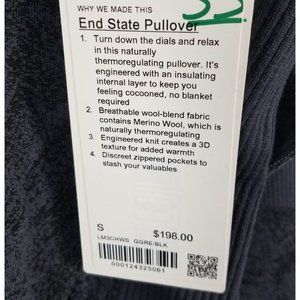 WHY WE MADE THIS
End State Pullover
1. Turn down the dials and relax
in this naturally
thermoregulating pullover. It's
engineered with an insulating
internal layer to keep you
feeling cocooned, no blanket
required
2. Breathable wool-blend fabric
contains Merino Wool, which is
naturally thermoregulating
3. Engineered knit creates a 3D
texture for added warmth
4. Discreet zippered pockets to
stash your valuables
S $198.00
LM3CHWS GGRE/BLK
000124325061